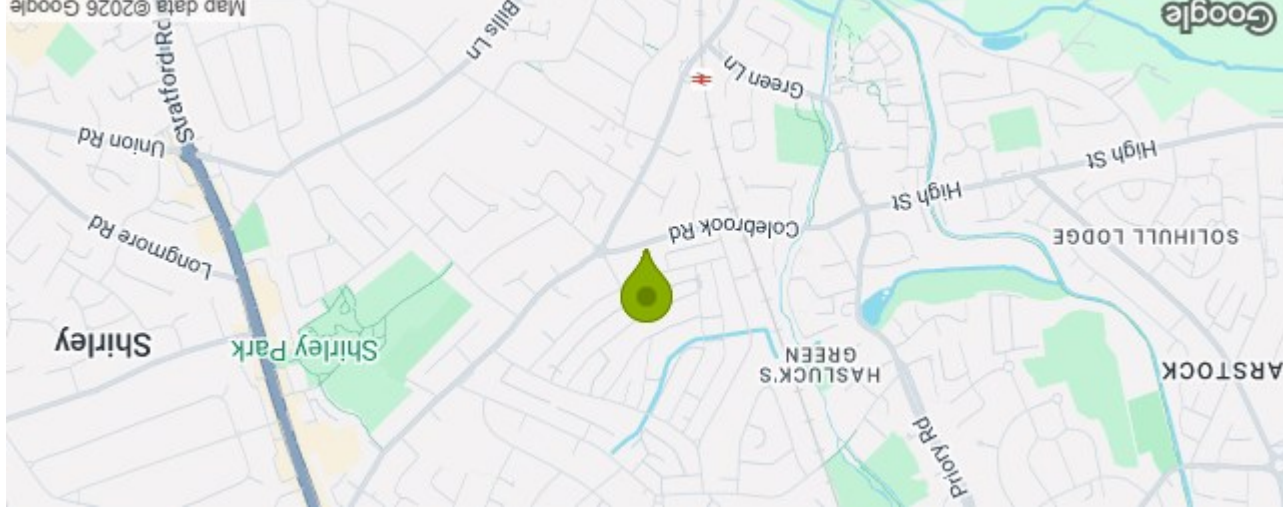 Priory Rd
ARSTOCK
HASLUCK'S
GREEN
Shirley Park
Shirley
SOLIHULL LODGE
Colebrook Rd
Longmore Rd
High St
High St
Union Rd
Stratford Rd
Green Ln
Bills Ln
Google
Map data ©2026 Google